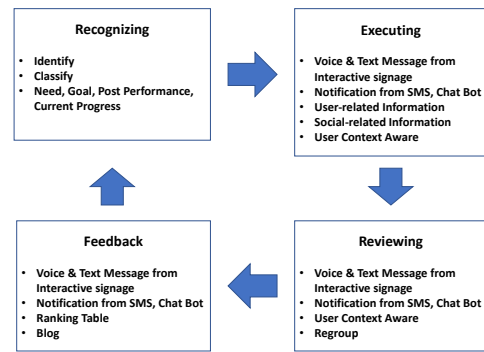 Recognizing
• Identify
• Classify
• Need, Goal, Post Performance,
Current Progress
Executing
• Voice & Text Message from
Interactive signage
• Notification from SMS, Chat Bot
• User-related Information
• Social-related Information
• User Context Aware
Feedback
• Voice & Text Message from
Interactive signage
• Notification from SMS, Chat Bot
• Ranking Table
• Blog
Reviewing
• Voice & Text Message from
Interactive signage
• Notification from SMS, Chat Bot
• User Context Aware
• Regroup